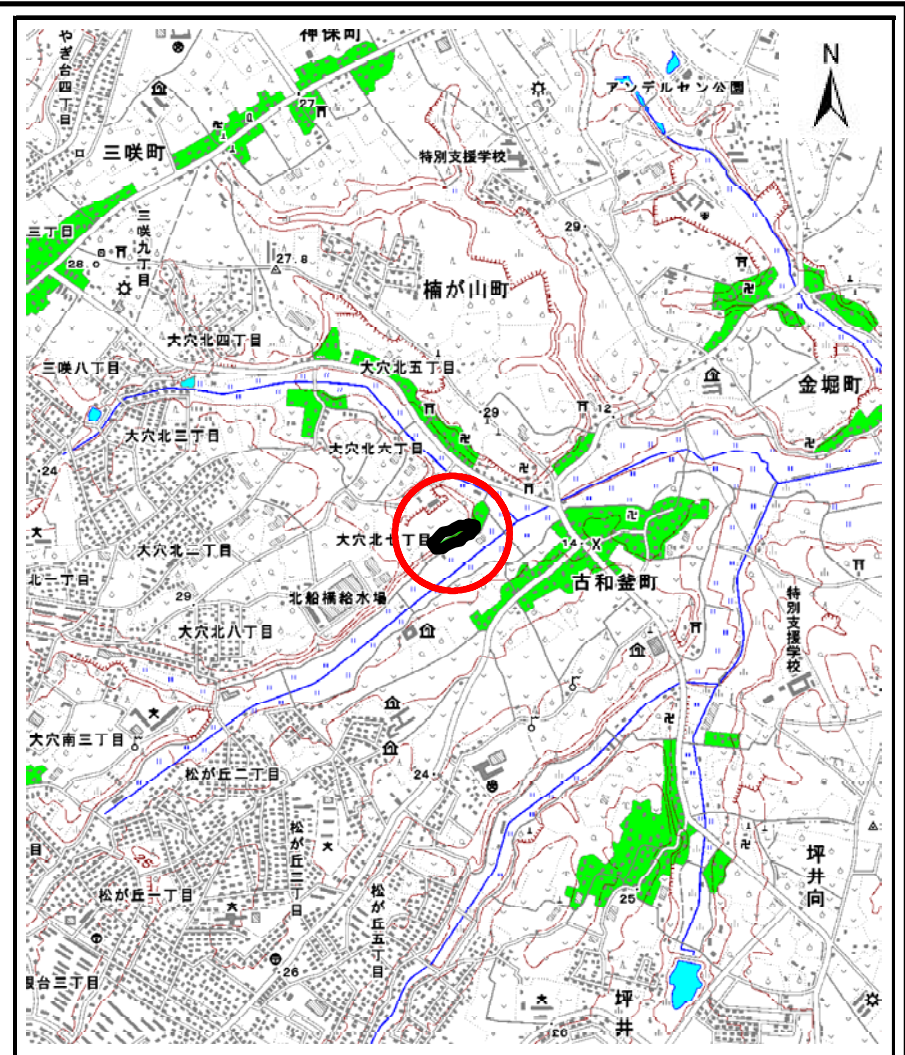 神保町
やぎ台四丁目
N
アンデルセン公園
27
三咲町
特別支援学校
三咲九丁目
三丁目
29
28
27.8
楠が山町
大穴北四丁目
三咲八丁目
大穴北五丁目
金堀町
29
12
大穴北三丁目
大穴北六丁目
24
大穴北七丁目
14
大穴北二丁目
北一丁目
古和釜町
北船橋給水場
29
特別支援学校
大穴北八丁目
大穴南三丁目
松が丘二丁目
24
松が丘三丁目
坪井向
松が丘一丁目
25
松が丘五丁目
26
坪井